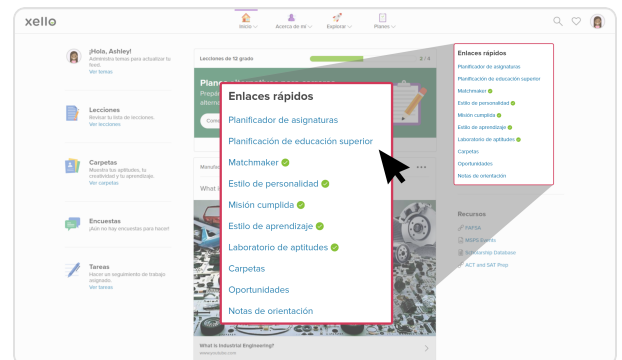 xello
Inicio
Acerca de mí
Explorar
Planes
¡Hola, Ashley!
Administra temas para actualizar tu
feed.
Ver temas
Lecciones
Revisar tu lista de lecciones.
Ver lecciones
Carpetas
Muestra tus aptitudes, tu
creatividad y tu aprendizaje.
Ver carpetas
Encuestas
¡Aún no hay encuestas para hacer!
Tareas
Hacer un seguimiento de trabajo
asignado.
Ver tareas
Lecciones de 12 grado
Enlaces rápidos
Planificador de asignaturas
Planificación de educación superior
Matchmaker
Estilo de personalidad
Misión cumplida
Estilo de aprendizaje
Laboratorio de aptitudes
Carpetas
Oportunidades
Notas de orientación
What is Industrial Engineering?
www.youtube.com
Enlaces rápidos
Planificador de asignaturas
Planificación de educación superior
Matchmaker
Estilo de personalidad
Misión cumplida
Estilo de aprendizaje
Laboratorio de aptitudes
Carpetas
Oportunidades
Notas de orientación
Recursos
FAFSA
Events
Scholarship Database
ACT and SAT Prep